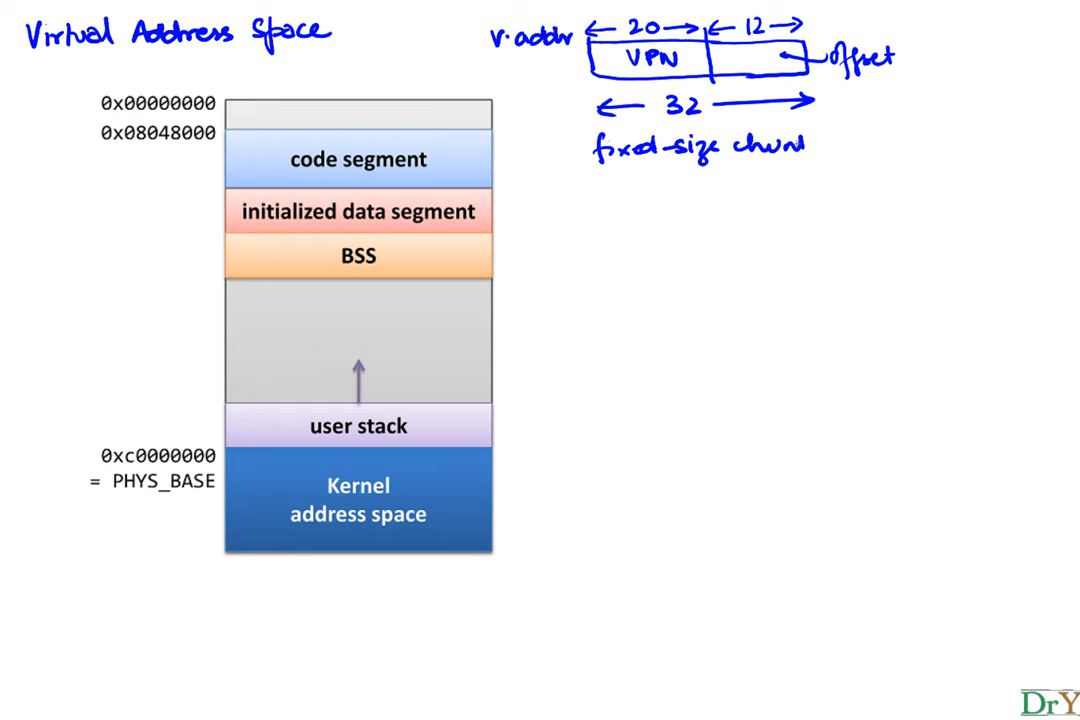 Virtual Address Space
v.addr
20 12
VPN
offset
32
fixed-size chunk
0x00000000
0x08048000
code segment
initialized data segment
BSS
user stack
0xc0000000
= PHYS_BASE
Kernel
address space
DrY